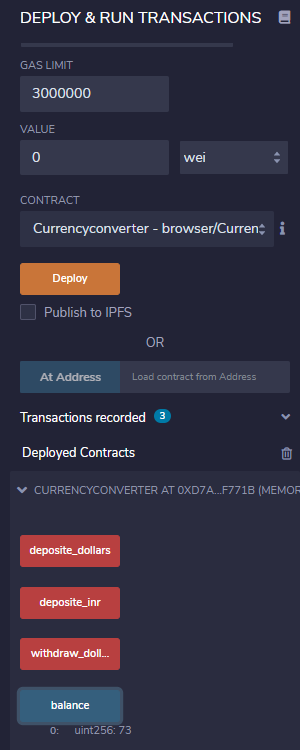 DEPLOY & RUN TRANSACTIONS
GAS LIMIT
3000000
VALUE
0 wei
CONTRACT
Currencyconverter - browser/Curren
Deploy
Publish to IPFS
OR
At Address Load contract from Address
Transactions recorded 3
Deployed Contracts
CURRENCYCONVERTER AT 0XD7A...F771B (MEMOR
deposite_dollars
deposite_inr
withdraw_doll...
balance
0: uint256: 73